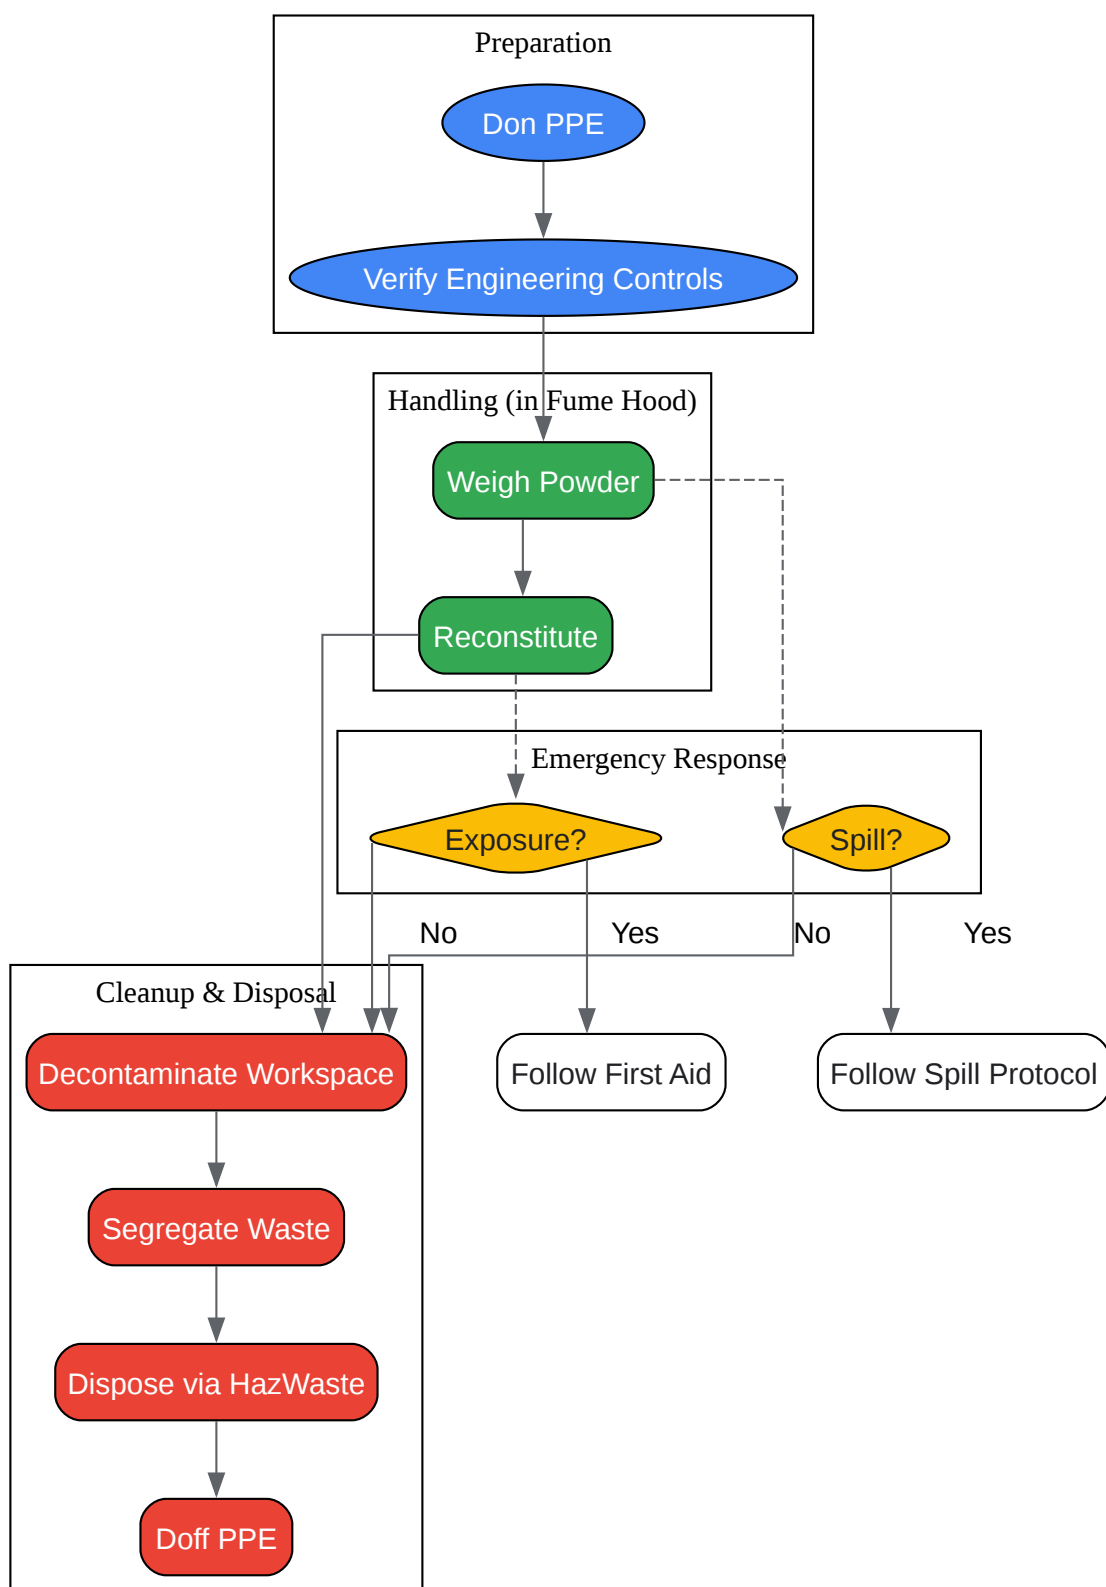 Preparation
Don PPE
Verify Engineering Controls
Handling (in Fume Hood)
Weigh Powder
Reconstitute
Emergency Response
Exposure?
Spill?
No
Yes
No
Yes
Cleanup & Disposal
Decontaminate Workspace
Follow First Aid
Follow Spill Protocol
Segregate Waste
Dispose via HazWaste
Doff PPE